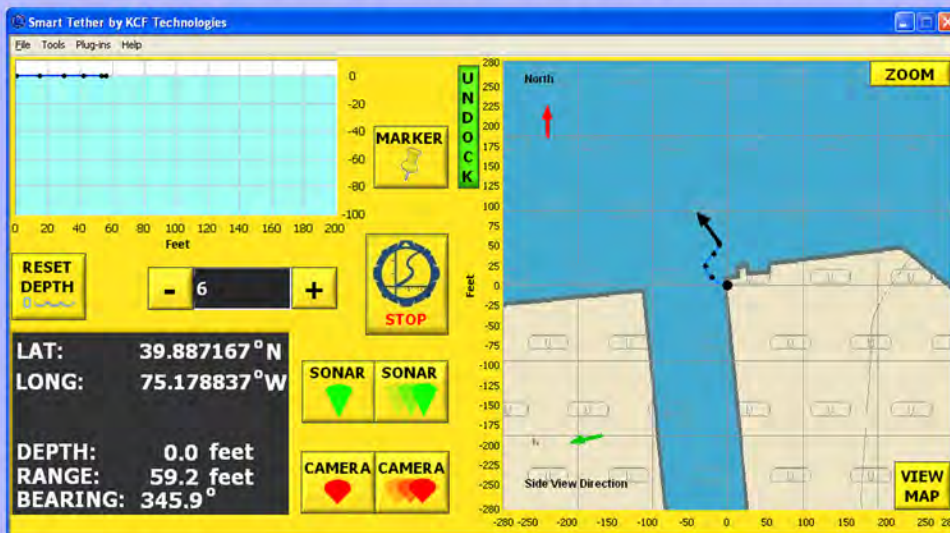 Smart Tether by KCF Technologies
File Tools Plug-ins Help
0
-20
-40
-60
-80
-100
0 20 40 60 80 100 120 140 160 180 200
Feet
MARKER
UNDOCK
RESET
DEPTH
- 6 +
STOP
LAT: 39.887167°N
LONG: 75.178837°W
DEPTH: 0.0 feet
RANGE: 59.2 feet
BEARING: 345.9°
SONAR SONAR
CAMERA CAMERA
280
250
225
200
175
150
125
100
75
50
25
0
-25
-50
-75
-100
-125
-150
-175
-200
-225
-250
-280
Feet
North
ZOOM
Side View Direction
VIEW
MAP
-280 -250 -200 -150 -100 -50 0 50 100 150 200 250